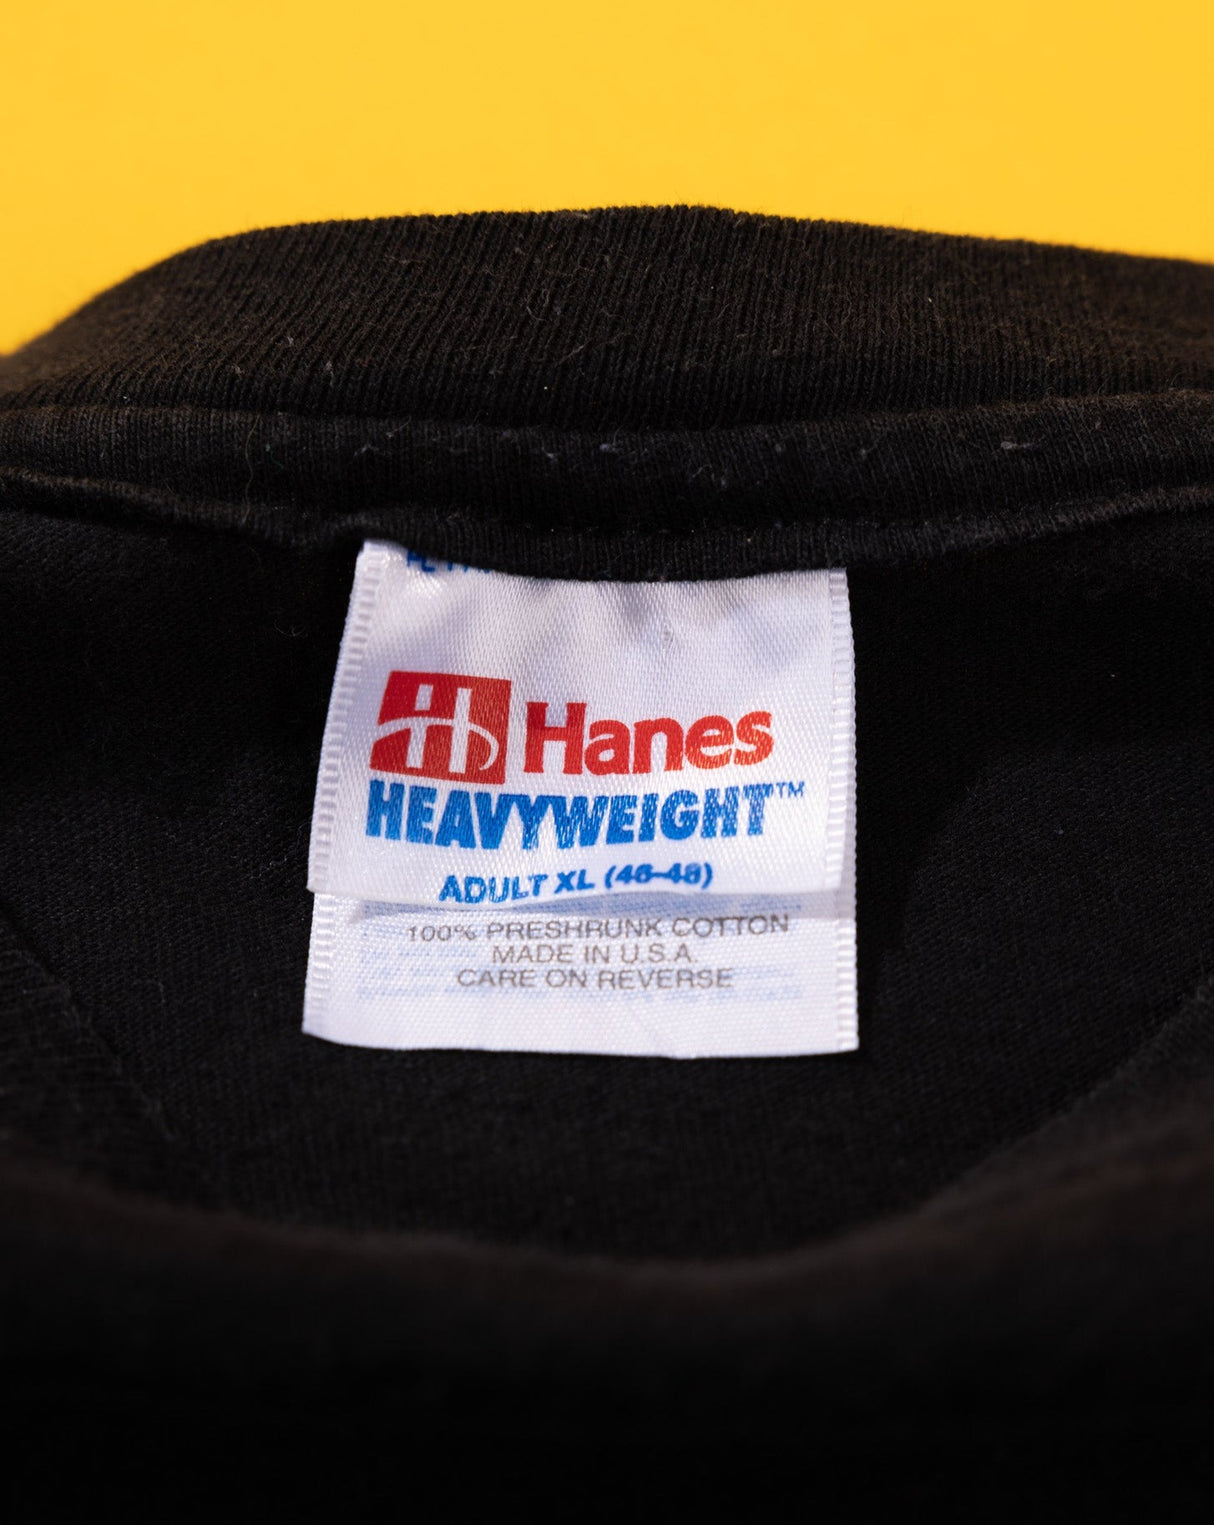 Hanes
HEAVYWEIGHT™
ADULT XL (46-48)
100% PRESHRUNK COTTON
MADE IN U.S.A.
CARE ON REVERSE